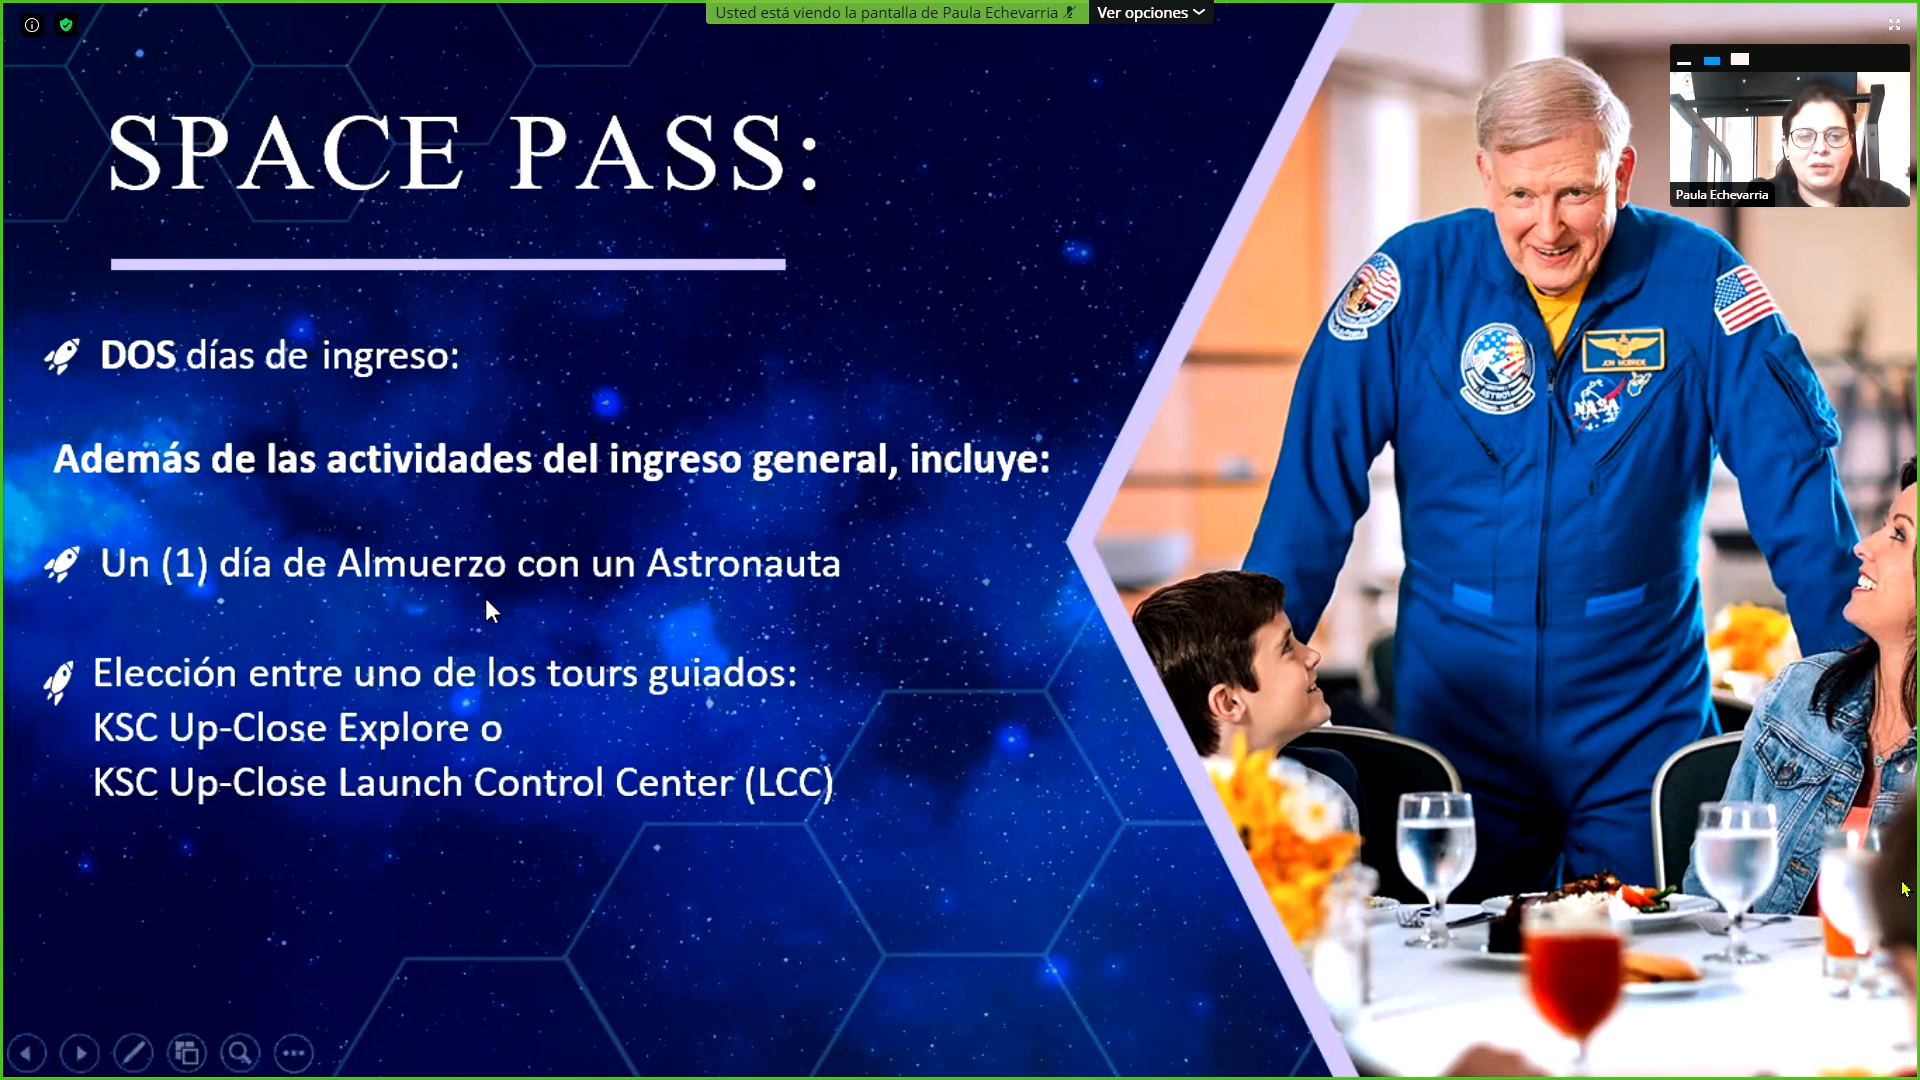 Usted está viendo la pantalla de Paula Echevarria
Ver opciones
SPACE PASS:
DOS días de ingreso:
Además de las actividades del ingreso general, incluye:
Un (1) día de Almuerzo con un Astronauta
Elección entre uno de los tours guiados:
KSC Up-Close Explore o
KSC Up-Close Launch Control Center (LCC)
Paula Echevarria
JON MCBRIDE
NASA